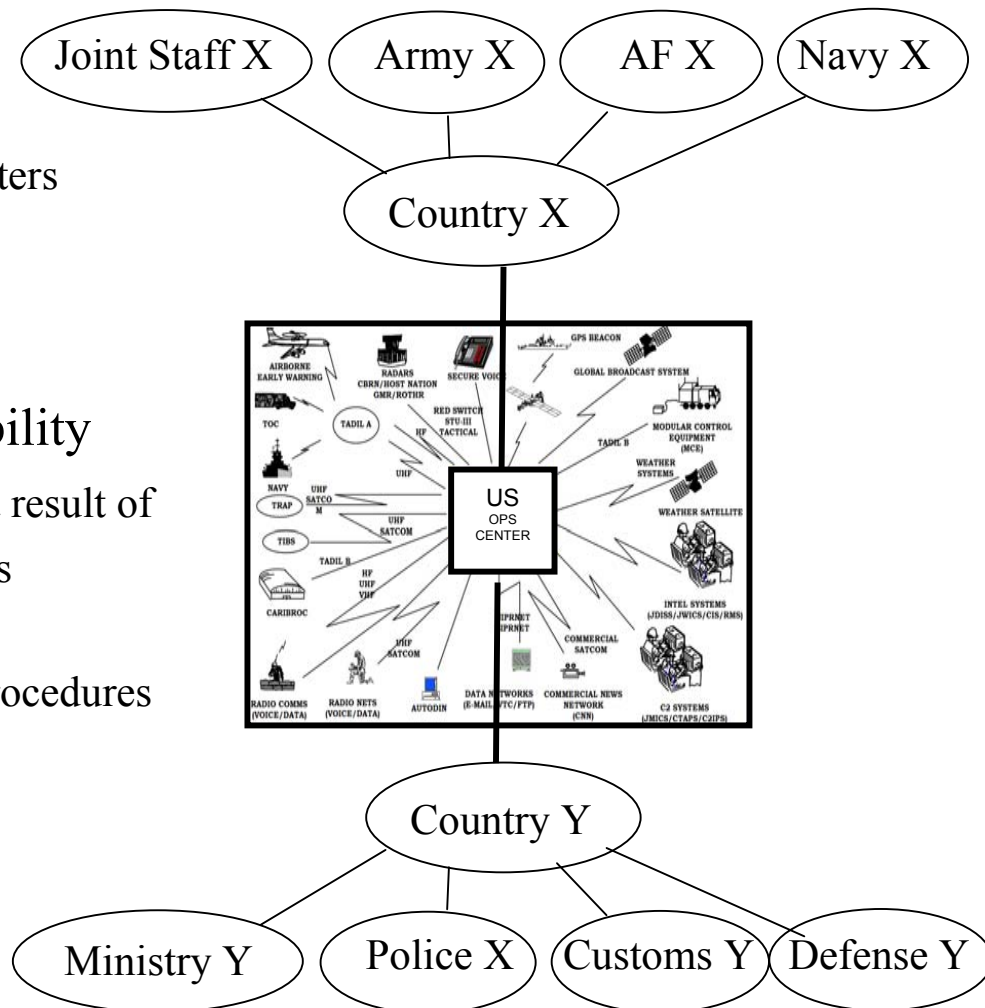 Joint Staff X
Army X
AF X
Navy X
ters
Country X
bility
result of
s
rocedures
AIRBORNE
EARLY WARNING
RADARS
CBRN/HOST NATION
GMR/ROTHR
SECURE VOICE
GPS BEACON
GLOBAL BROADCAST SYSTEM
TOC
TADIL A
HF
RED SWITCH
STU-III
TACTICAL
TADIL B
MODULAR CONTROL
EQUIPMENT
(MCE)
NAVY
UHF
WEATHER
SYSTEMS
TRAP
UHF
SATCO
M
US
OPS
CENTER
WEATHER SATELLITE
TIBS
UHF
SATCOM
TADIL B
CARIBROC
HF
UHF
VHF
INTEL SYSTEMS
(JDISS/JWICS/CIS/RMS)
UHF
SATCOM
IPRNET
IPRNET
COMMERCIAL
SATCOM
RADIO COMMS
(VOICE/DATA)
RADIO NETS
(VOICE/DATA)
AUTODIN
DATA NETWORKS
(E-MAIL/VTC/FTP)
COMMERCIAL NEWS
NETWORK
(CNN)
C2 SYSTEMS
(JMICS/CTAPS/C2IPS)
Country Y
Ministry Y
Police X
Customs Y
Defense Y